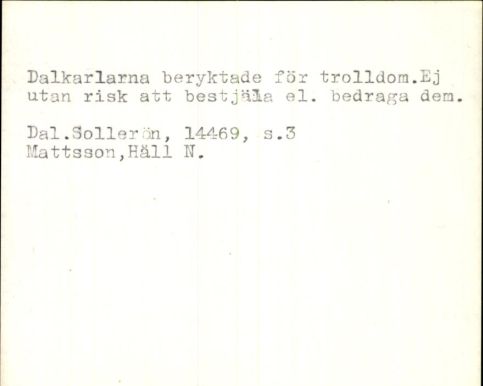 Dalkarlarna beryktade för trolldom.Ej
utan risk att bestjäla el. bedraga dem.
Dal.Sollerön, 14469, s.3
Mattsson,Häll N.